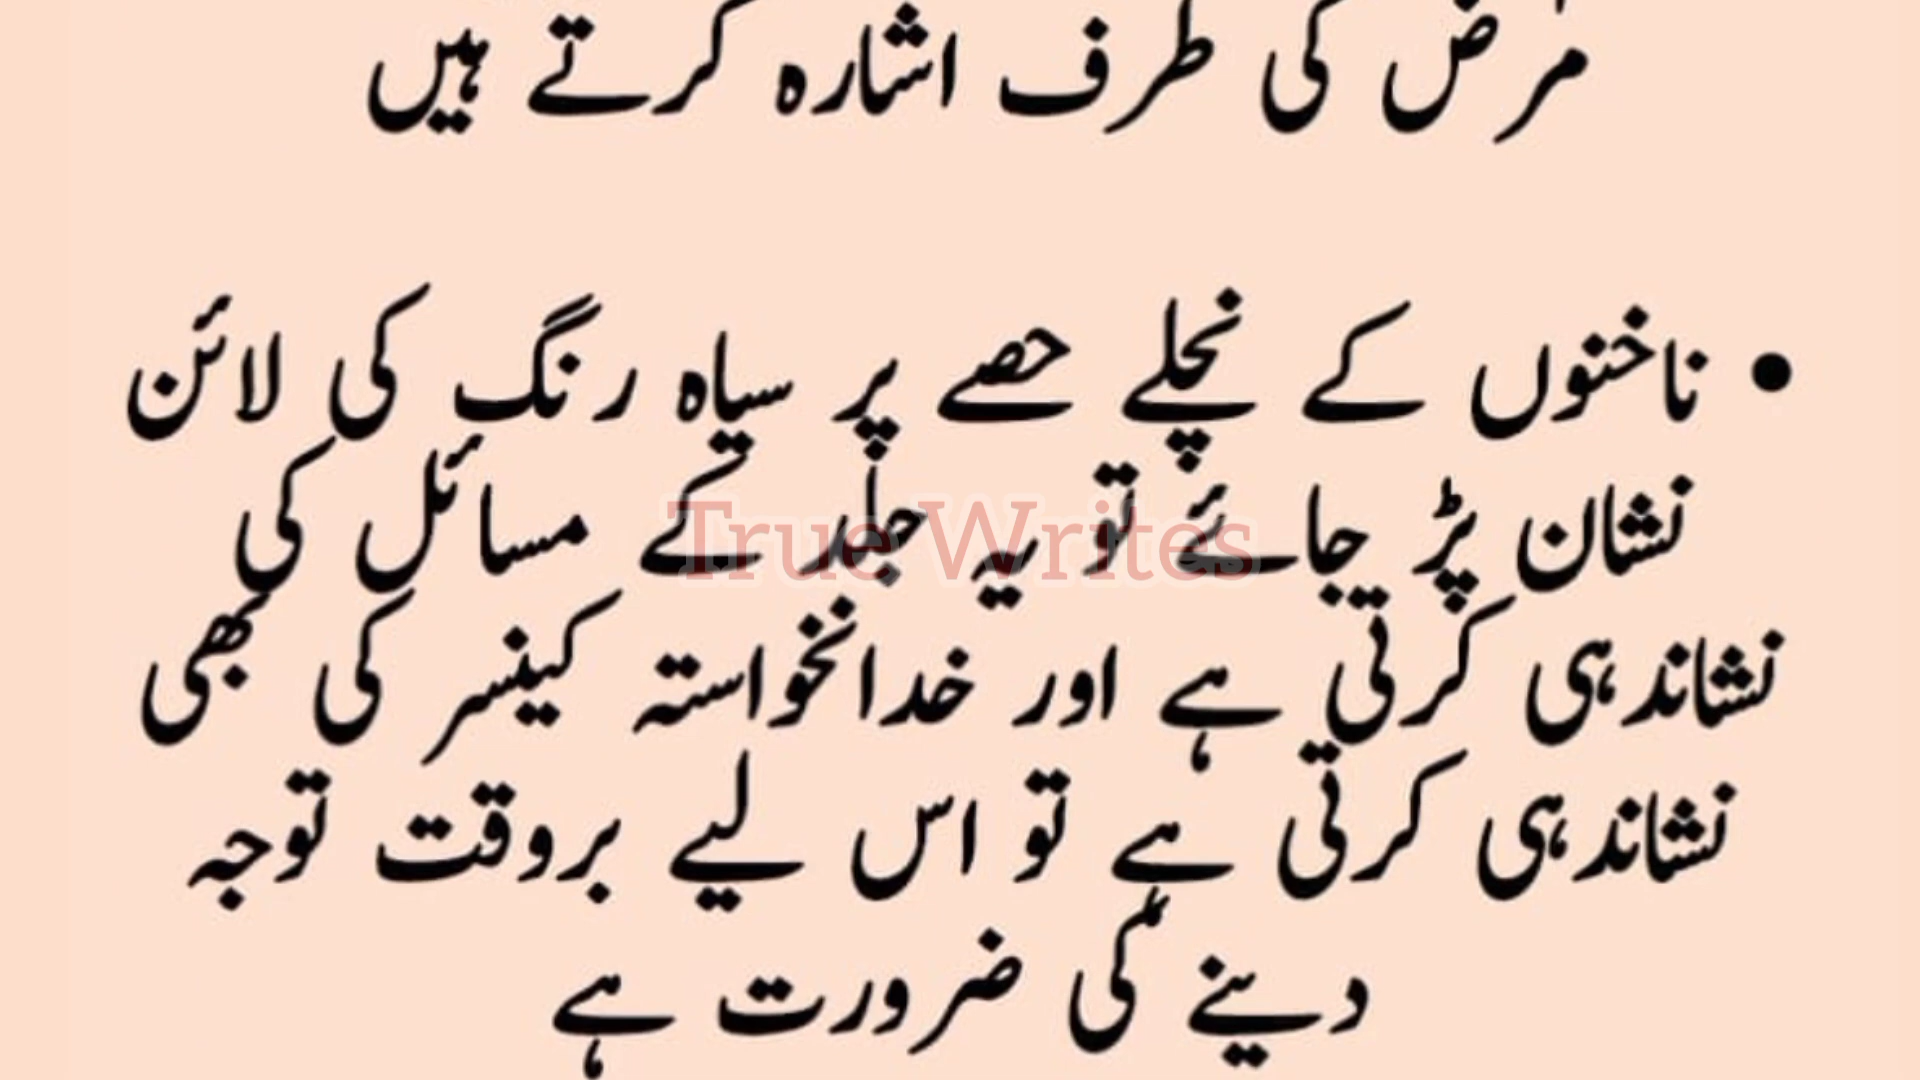 مرض کی طرف اشارہ کرتے ہیں
• ناخنوں کے نچلے حصے پر سیاہ رنگ کی لائن
نشان پڑ جائے تو یہ جلد کے مسائل کی
نشاندہی کرتی ہے اور خدانخواستہ کینسر کی بھی
نشاندہی کرتی ہے تو اس لیے بروقت توجہ
دینے کی ضرورت ہے
True Writes